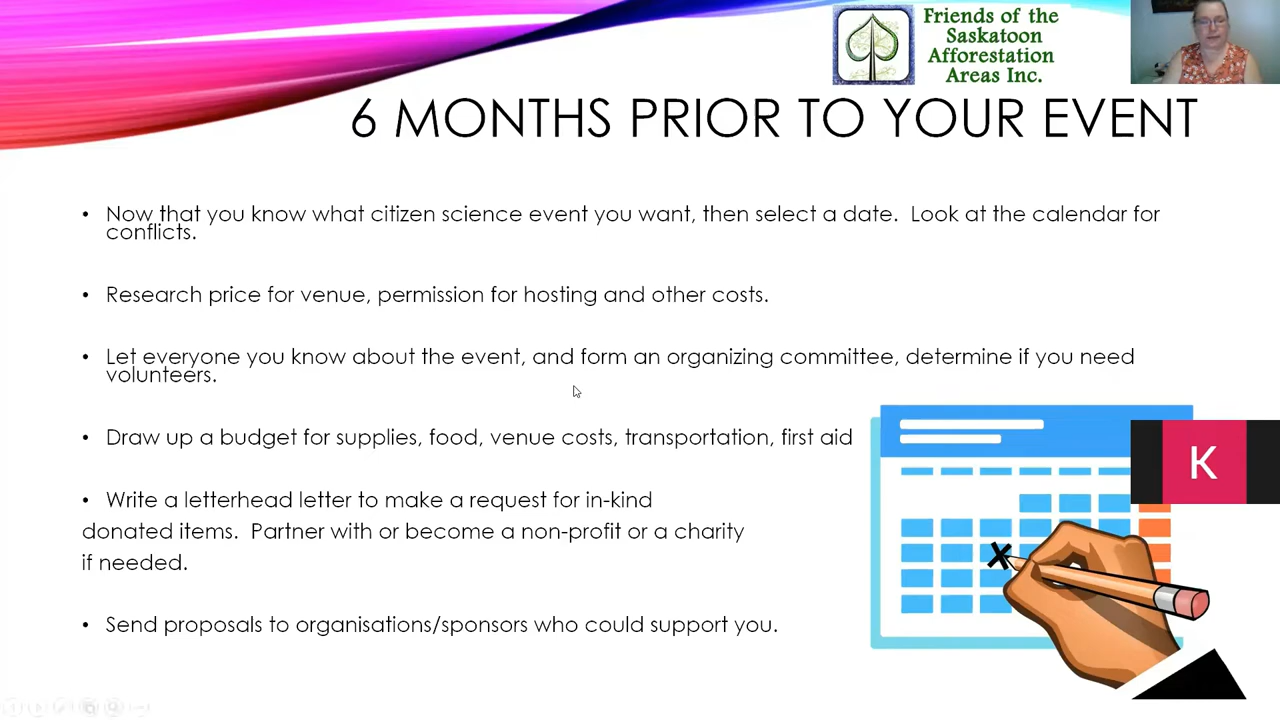 Friends of the
Saskatoon
Afforestation
Areas Inc.
6 MONTHS PRIOR TO YOUR EVENT
• Now that you know what citizen science event you want, then select a date.  Look at the calendar for
conflicts.
• Research price for venue, permission for hosting and other costs.
• Let everyone you know about the event, and form an organizing committee, determine if you need
volunteers.
• Draw up a budget for supplies, food, venue costs, transportation, first aid
• Write a letterhead letter to make a request for in-kind
donated items.  Partner with or become a non-profit or a charity
if needed.
• Send proposals to organisations/sponsors who could support you.
K